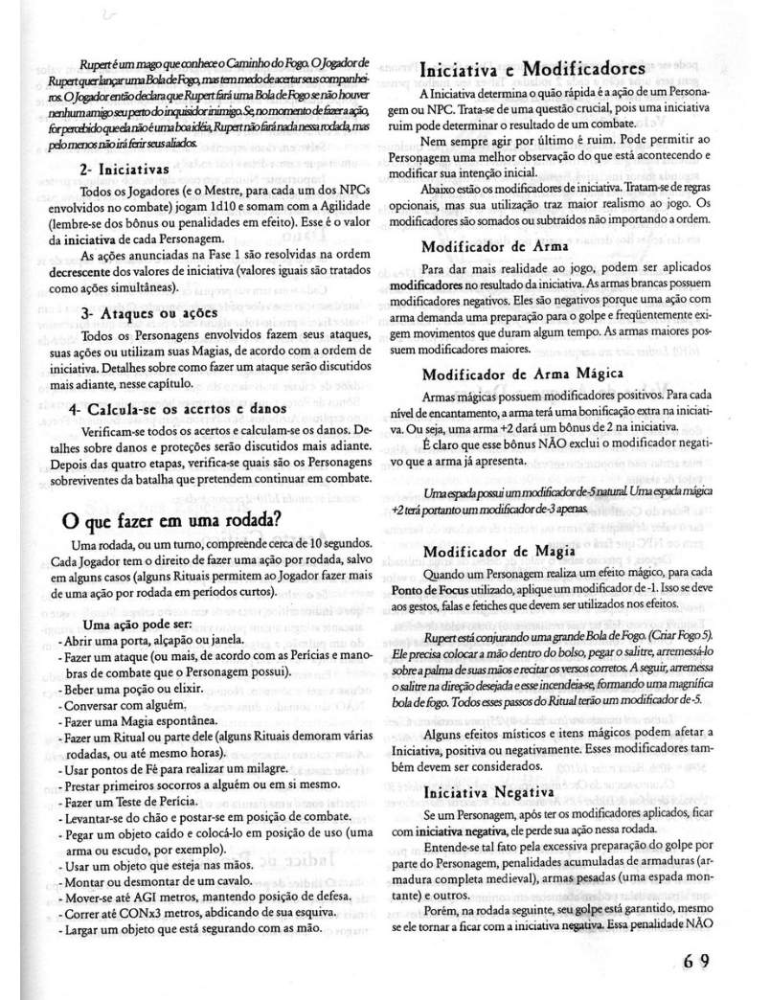 Rupert é um mago que conhece o Caminho do Fogo. O Jogador de
Rupert quer lançar uma Bola de Fogo, mas tem medo de acertar seus companhei-
ros. O Jogador então declara que Rupert fará uma Bola de Fogo se não houver
nenhum amigo seu perto do inquisidor inimigo. Se, no momento de fazer a ação,
for percebido que ela não é uma boa idéia, Rupert não fará nada nessa rodada, mas
pelo menos não irá ferir seus aliados.
2- Iniciativas
Todos os Jogadores (e o Mestre, para cada um dos NPCs
envolvidos no combate) jogam 1d10 e somam com a Agilidade
(lembre-se dos bônus ou penalidades em efeito). Esse é o valor
da iniciativa de cada Personagem.
As ações anunciadas na Fase 1 são resolvidas na ordem
decrescente dos valores de iniciativa (valores iguais são tratados
como ações simultâneas).
3- Ataques ou ações
Todos os Personagens envolvidos fazem seus ataques,
suas ações ou utilizam suas Magias, de acordo com a ordem de
iniciativa. Detalhes sobre como fazer um ataque serão discutidos
mais adiante, nesse capítulo.
4- Calcula-se os acertos e danos
Verificam-se todos os acertos e calculam-se os danos. De-
talhes sobre danos e proteções serão discutidos mais adiante.
Depois das quatro etapas, verifica-se quais são os Personagens
sobreviventes da batalha que pretendem continuar em combate.
O que fazer em uma rodada?
Uma rodada, ou um turno, compreende cerca de 10 segundos.
Cada Jogador tem o direito de fazer uma ação por rodada, salvo
em alguns casos (alguns Rituais permitem ao Jogador fazer mais
de uma ação por rodada em períodos curtos).
Uma ação pode ser:
- Abrir uma porta, alçapão ou janela.
- Fazer um ataque (ou mais, de acordo com as Perícias e mano-
bras de combate que o Personagem possui).
- Beber uma poção ou elixir.
- Conversar com alguém.
- Fazer uma Magia espontânea.
- Fazer um Ritual ou parte dele (alguns Rituais demoram várias
rodadas, ou até mesmo horas).
- Usar pontos de Fé para realizar um milagre.
- Prestar primeiros socorros a alguém ou em si mesmo.
- Fazer um Teste de Perícia.
- Levantar-se do chão e postar-se em posição de combate.
- Pegar um objeto caído e colocá-lo em posição de uso (uma
arma ou escudo, por exemplo).
- Usar um objeto que esteja nas mãos.
- Montar ou desmontar de um cavalo.
- Mover-se até AGI metros, mantendo posição de defesa.
- Correr até CONx3 metros, abdicando de sua esquiva.
- Largar um objeto que está segurando com as mão.
Iniciativa e Modificadores
A Iniciativa determina o quão rápida é a ação de um Persona-
gem ou NPC. Trata-se de uma questão crucial, pois uma iniciativa
ruim pode determinar o resultado de um combate.
Nem sempre agir por último é ruim. Pode permitir ao
Personagem uma melhor observação do que está acontecendo e
modificar sua intenção inicial.
Abaixo estão os modificadores de iniciativa. Tratam-se de regras
opcionais, mas sua utilização traz maior realismo ao jogo. Os
modificadores são somados ou subtraídos não importando a ordem.
Modificador de Arma
Para dar mais realidade ao jogo, podem ser aplicados
modificadores no resultado da iniciativa. As armas brancas possuem
modificadores negativos. Eles são negativos porque uma ação com
arma demanda uma preparação para o golpe e freqüentemente exi-
gem movimentos que duram algum tempo. As armas maiores pos-
suem modificadores maiores.
Modificador de Arma Mágica
Armas mágicas possuem modificadores positivos. Para cada
nível de encantamento, a arma terá uma bonificação extra na iniciati-
va. Ou seja, uma arma +2 dará um bônus de 2 na iniciativa.
É claro que esse bônus NÃO exclui o modificador negati-
vo que a arma já apresenta.
Uma espada possui um modificador de -5 natural. Uma espada mágica
+2 terá portanto um modificador de -3 apenas.
Modificador de Magia
Quando um Personagem realiza um efeito mágico, para cada
Ponto de Focus utilizado, aplique um modificador de -1. Isso se deve
aos gestos, falas e fetiches que devem ser utilizados nos efeitos.
Rupert está conjurando uma grande Bola de Fogo. (Criar Fogo 5).
Ele precisa colocar a mão dentro do bolso, pegar o salitre, arremessá-lo
sobre a palma de suas mãos e recitar os versos corretos. A seguir, arremessa
o salitre na direção desejada e esse incendeia-se, formando uma magnífica
bola de fogo. Todos esses passos do Ritual terão um modificador de -5.
Alguns efeitos místicos e itens mágicos podem afetar a
Iniciativa, positiva ou negativamente. Esses modificadores tam-
bém devem ser considerados.
Iniciativa Negativa
Se um Personagem, após ter os modificadores aplicados, ficar
com iniciativa negativa, ele perde sua ação nessa rodada.
Entende-se tal fato pela excessiva preparação do golpe por
parte do Personagem, penalidades acumuladas de armaduras (ar-
madura completa medieval), armas pesadas (uma espada mon-
tante) e outros.
Porém, na rodada seguinte, seu golpe está garantido, mesmo
se ele tornar a ficar com a iniciativa negativa. Essa penalidade NÃO
69